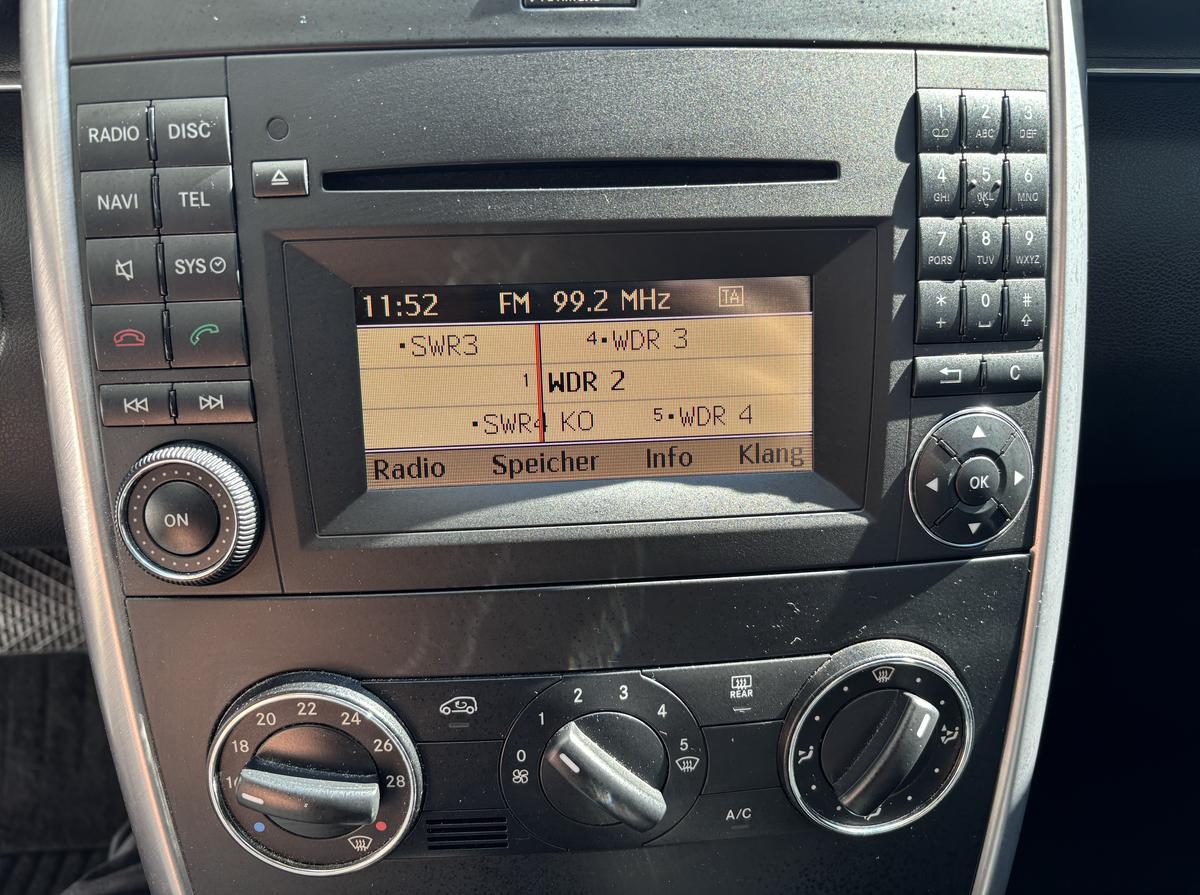 RADIO DISC
NAVI TEL
SYS
ON
11:52 FM 99.2 MHz TA
SWR3 4 WDR 3
1 WDR 2
SWR4 KO 5 WDR 4
Radio Speicher Info Klang
1 2 ABC 3 DEF
4 GHI 5 JKL 6 MNO
7 PQRS 8 TUV 9 WXYZ
* + 0 #
C
OK
18 20 22 24 26 28
0 1 2 3 4 5
REAR
A/C